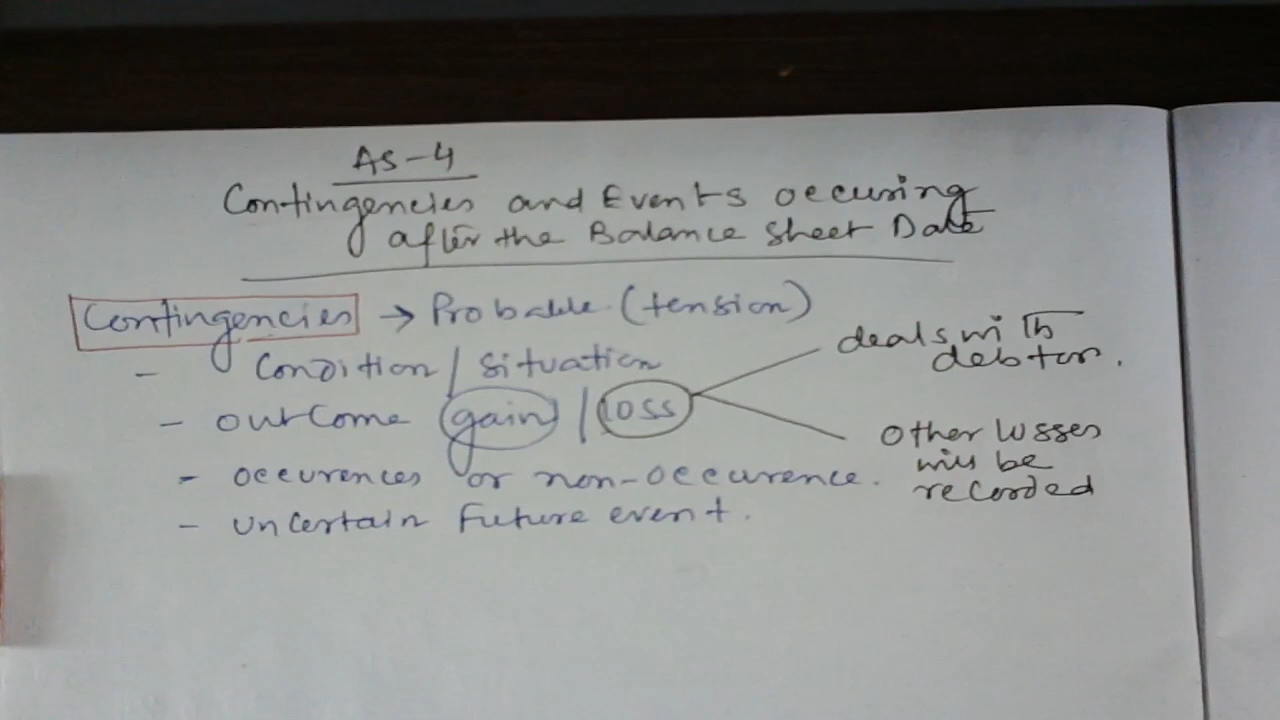 AS-4
Contingencies and Events occuring
after the Balance Sheet Date
Contingencies → Probable (tension)
- Condition / situation
- outcome gain / loss
deals with
debtor.
other losses
will be
recorded
- occurences or non-occurence.
- uncertain future event.